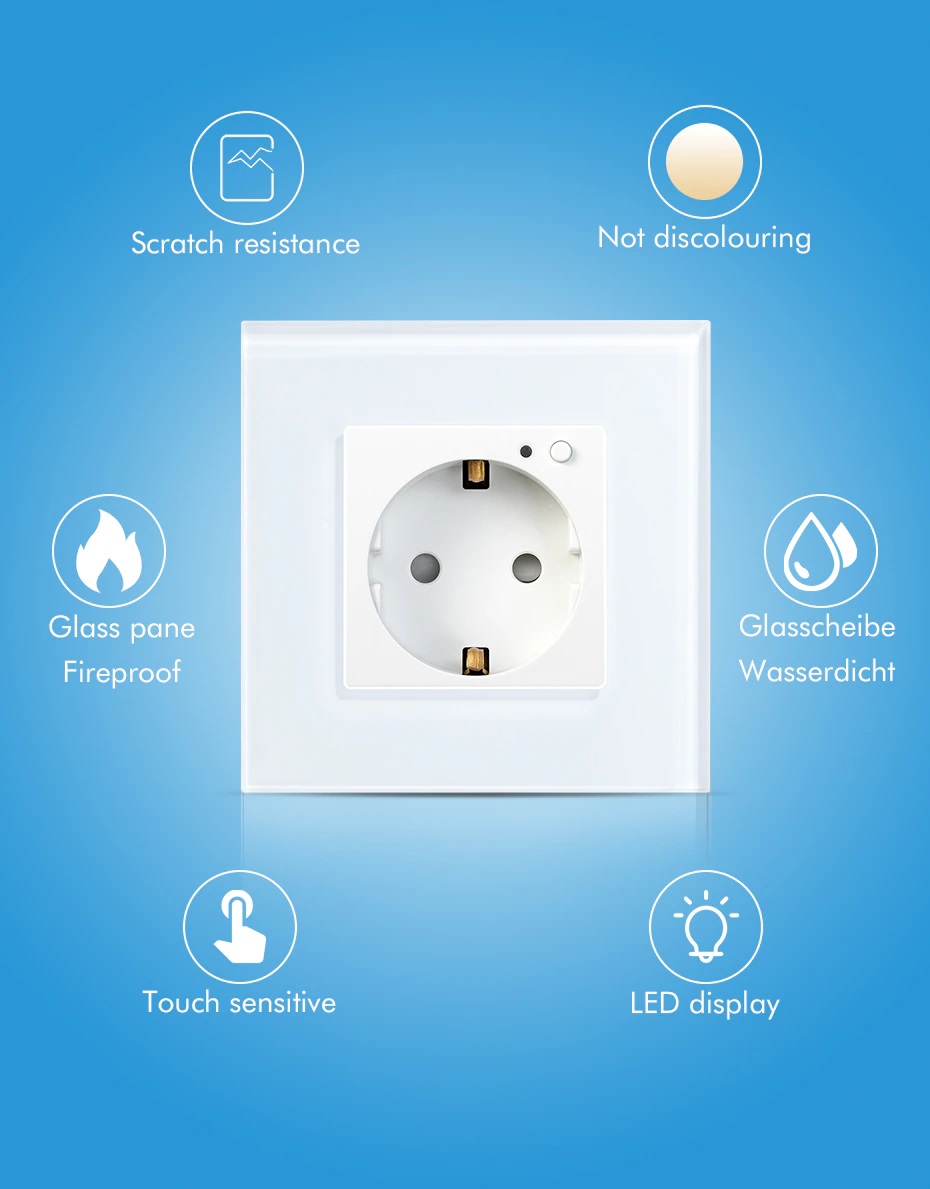 Scratch resistance
Not discolouring
Glass pane
Fireproof
Glasscheibe
Wasserdicht
Touch sensitive
LED display